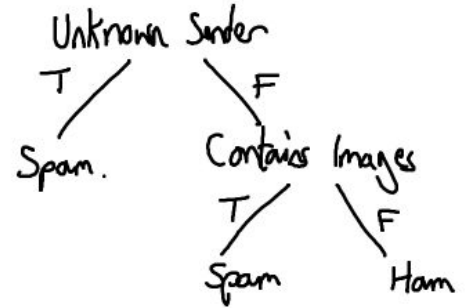 Unknown Sender
T F
Spam.
Contains Images
T F
Spam Ham